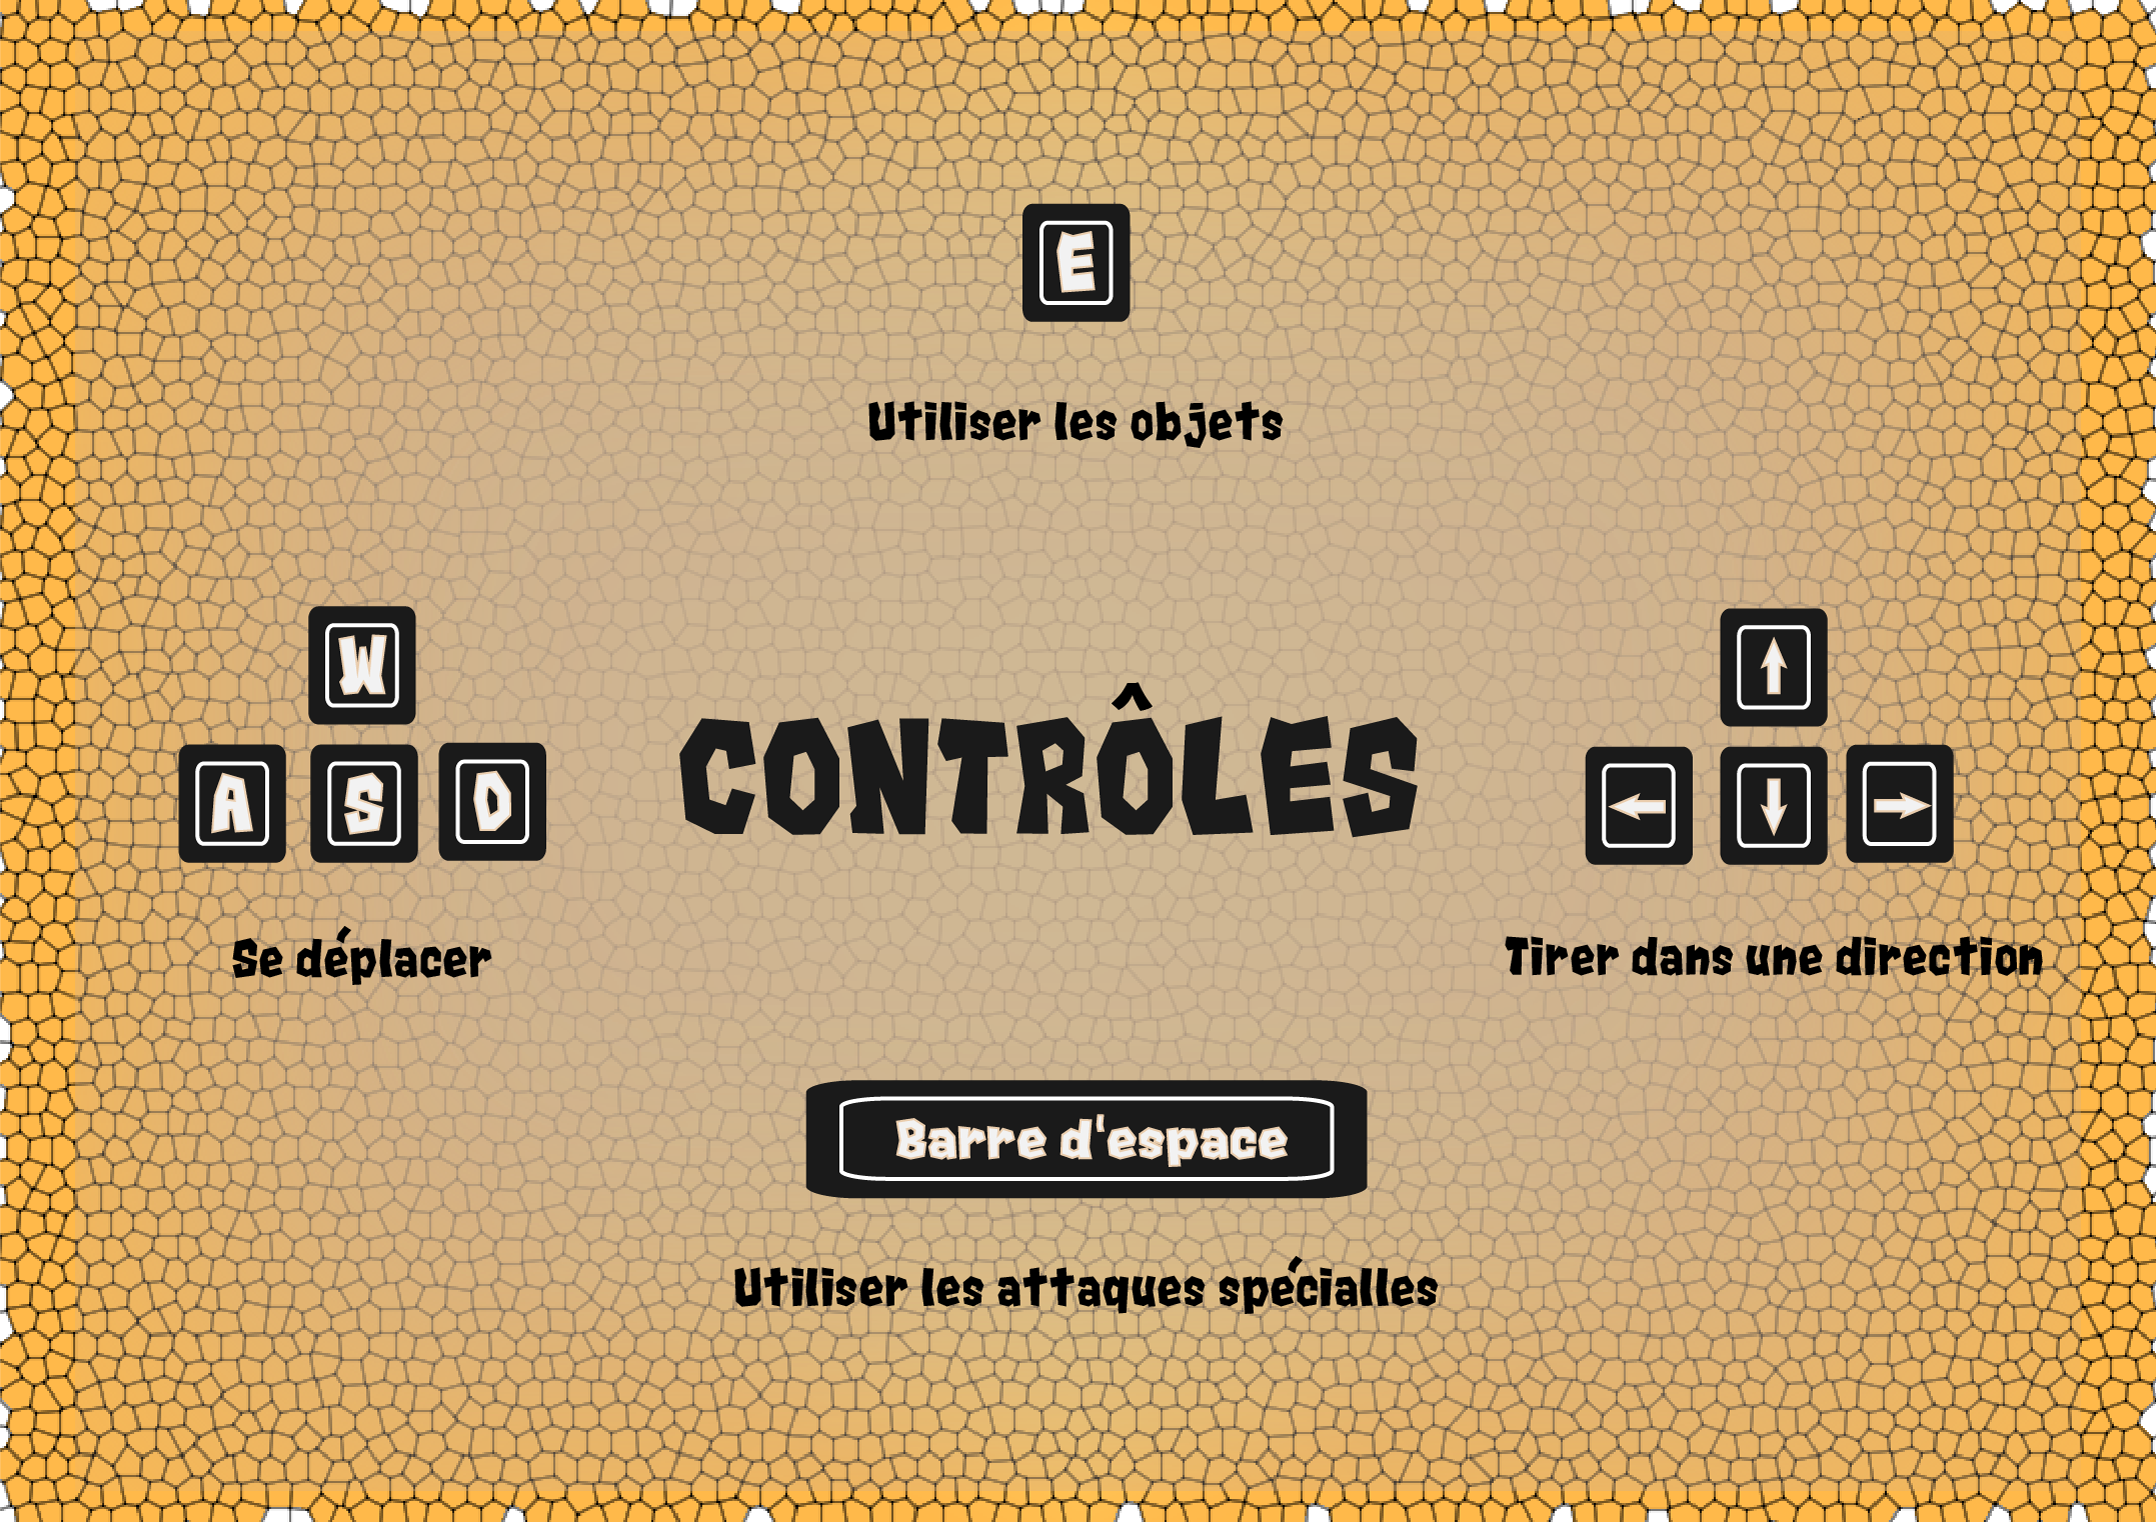 E
Utiliser les objets
W
A S D
Se déplacer
CONTRÔLES
↑
← ↓ →
Tirer dans une direction
Barre d'espace
Utiliser les attaques spécialles